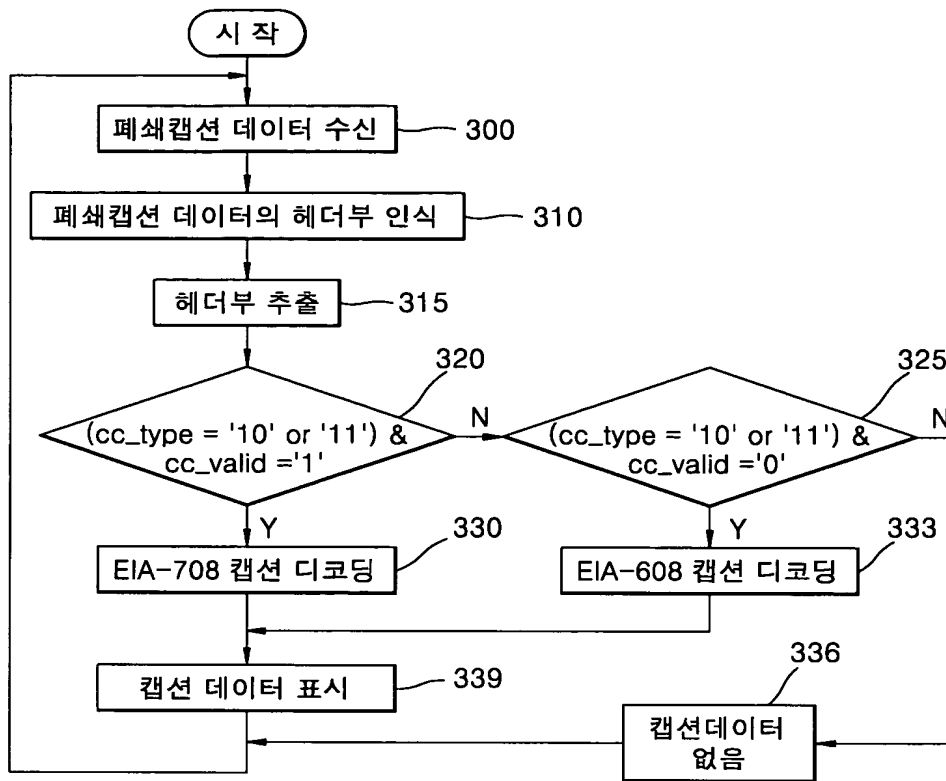 시 작
폐쇄캡션 데이터 수신
300
폐쇄캡션 데이터의 헤더부 인식
310
헤더부 추출
315
320
(cc_type = '10' or '11') &
cc_valid ='1'
N
Y
325
(cc_type = '10' or '11') &
cc_valid ='0'
N
Y
330
EIA-708 캡션 디코딩
333
EIA-608 캡션 디코딩
캡션 데이터 표시
339
336
캡션데이터
없음